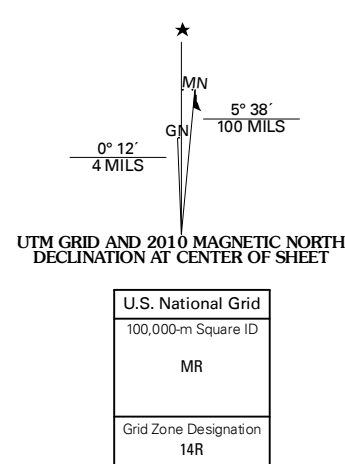 MN
5° 38´
100 MILS
GN
0° 12´
4 MILS
UTM GRID AND 2010 MAGNETIC NORTH
DECLINATION AT CENTER OF SHEET
U.S. National Grid
100,000-m Square ID
MR
Grid Zone Designation
14R